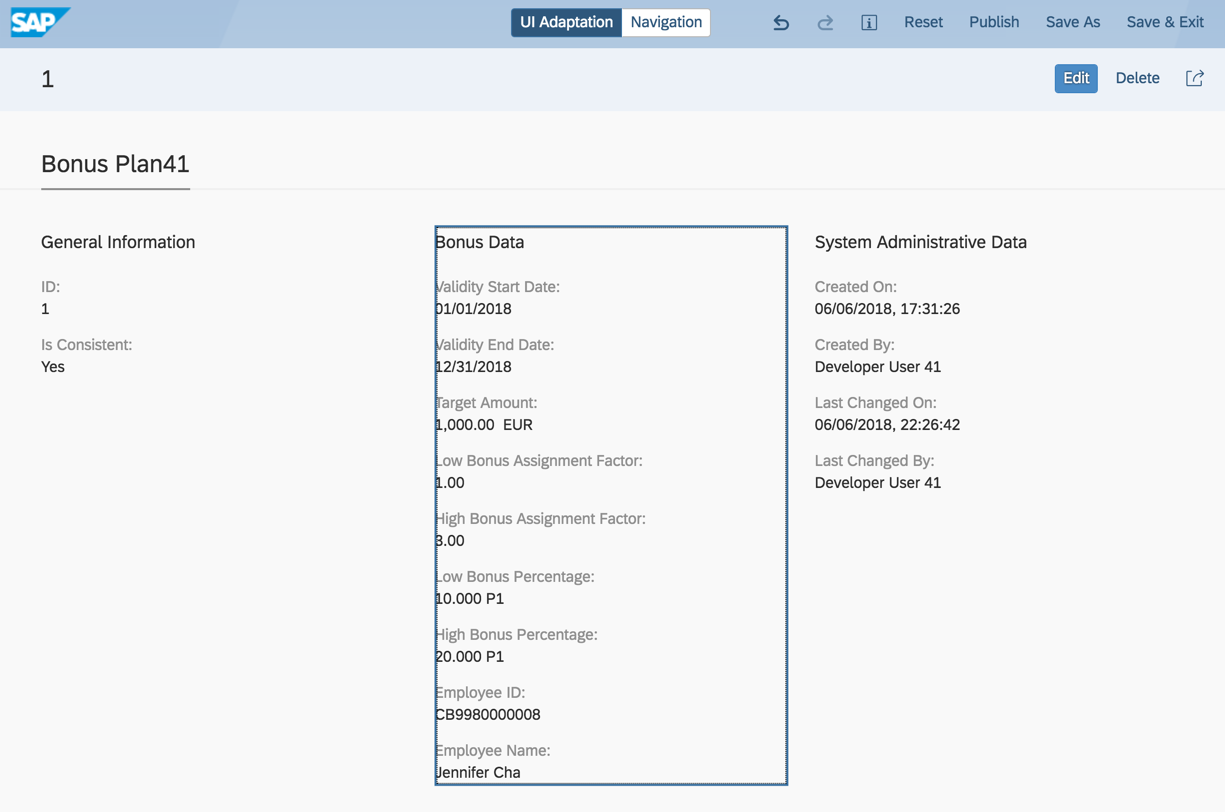 SAP
UI Adaptation Navigation Reset Publish Save As Save & Exit
1 Edit Delete
Bonus Plan41
General Information
ID:
1
Is Consistent:
Yes
Bonus Data
Validity Start Date:
01/01/2018
Validity End Date:
12/31/2018
Target Amount:
1,000.00 EUR
Low Bonus Assignment Factor:
1.00
High Bonus Assignment Factor:
3.00
Low Bonus Percentage:
10.000 P1
High Bonus Percentage:
20.000 P1
Employee ID:
CB9980000008
Employee Name:
Jennifer Cha
System Administrative Data
Created On:
06/06/2018, 17:31:26
Created By:
Developer User 41
Last Changed On:
06/06/2018, 22:26:42
Last Changed By:
Developer User 41